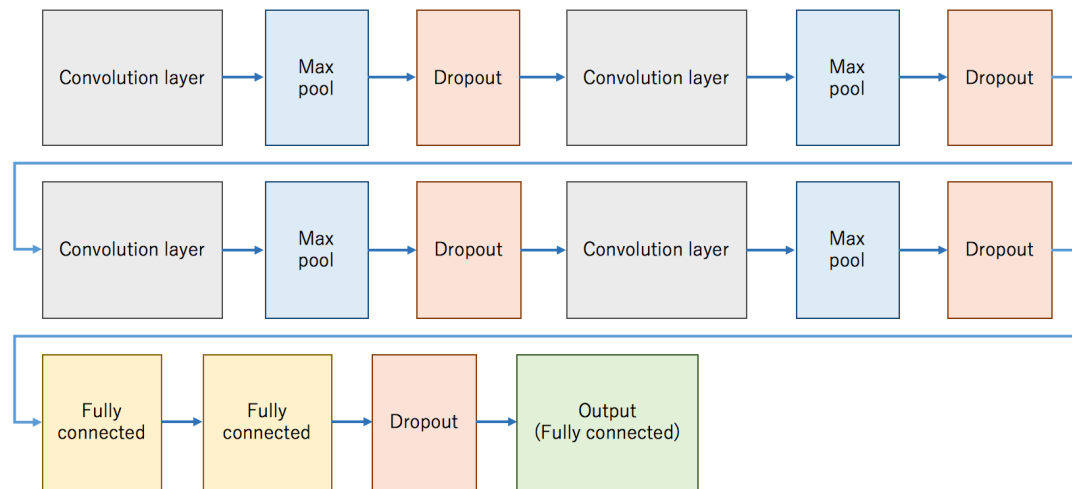 Convolution layer
Max
pool
Dropout
Convolution layer
Max
pool
Dropout
Convolution layer
Max
pool
Dropout
Convolution layer
Max
pool
Dropout
Fully
connected
Fully
connected
Dropout
Output
(Fully connected)